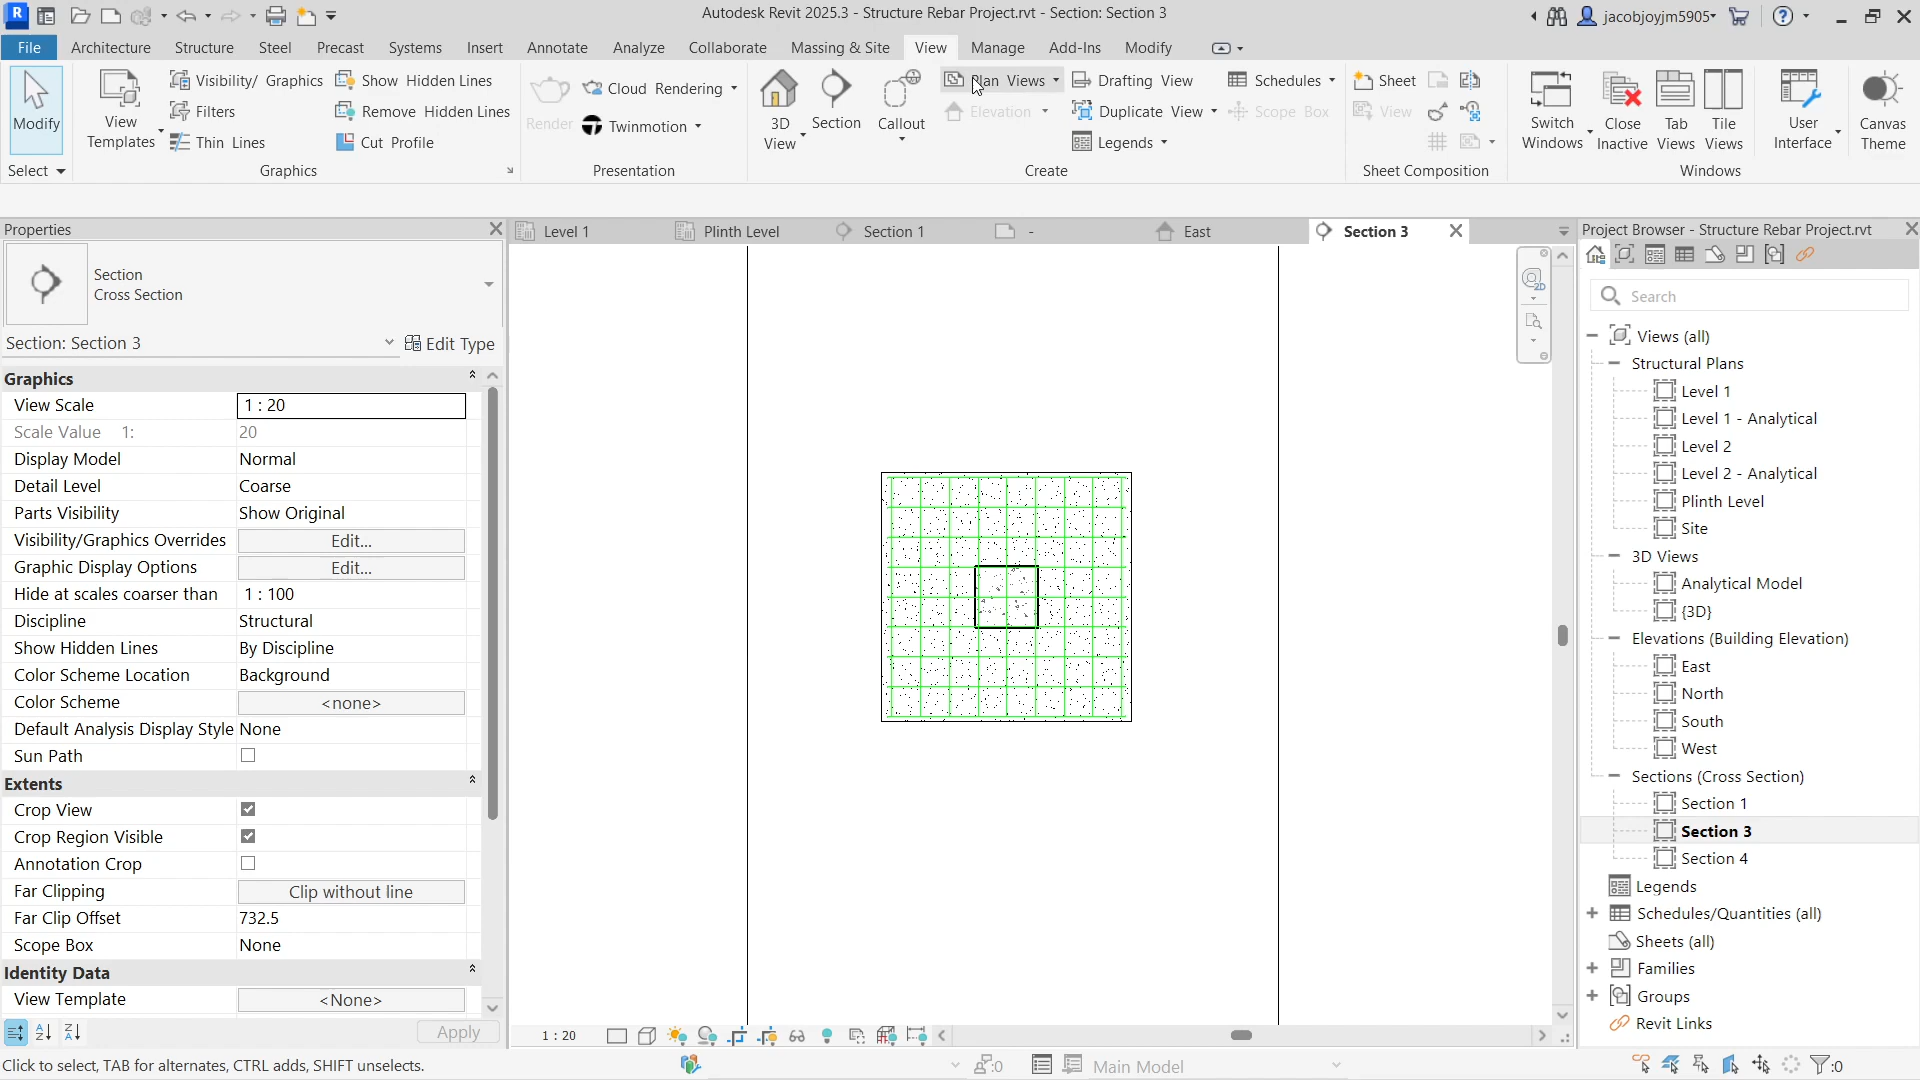 Autodesk Revit 2025.3 - Structure Rebar Project.rvt - Section: Section 3
jacobjoyjm5905
File
Architecture
Structure
Steel
Precast
Systems
Insert
Annotate
Analyze
Collaborate
Massing & Site
View
Manage
Add-Ins
Modify
Modify
View Templates
Visibility/ Graphics
Filters
Thin Lines
Show Hidden Lines
Remove Hidden Lines
Cut Profile
Render
Cloud Rendering
Twinmotion
3D View
Section
Callout
Plan Views
Elevation
Drafting View
Duplicate View
Legends
Schedules
Scope Box
Sheet
View
Switch Windows
Close Inactive
Tab Views
Tile Views
User Interface
Canvas Theme
Select
Graphics
Presentation
Create
Sheet Composition
Windows
Properties
Level 1
Plinth Level
Section 1
-
East
Section 3
Project Browser - Structure Rebar Project.rvt
Section
Cross Section
Section: Section 3
Edit Type
Graphics
View Scale 1 : 20
Scale Value 1: 20
Display Model Normal
Detail Level Coarse
Parts Visibility Show Original
Visibility/Graphics Overrides Edit...
Graphic Display Options Edit...
Hide at scales coarser than 1 : 100
Discipline Structural
Show Hidden Lines By Discipline
Color Scheme Location Background
Color Scheme <none>
Default Analysis Display Style None
Sun Path
Extents
Crop View
Crop Region Visible
Annotation Crop
Far Clipping Clip without line
Far Clip Offset 732.5
Scope Box None
Identity Data
View Template <None>
Apply
2D
Search
Views (all)
Structural Plans
Level 1
Level 1 - Analytical
Level 2
Level 2 - Analytical
Plinth Level
Site
3D Views
Analytical Model
{3D}
Elevations (Building Elevation)
East
North
South
West
Sections (Cross Section)
Section 1
Section 3
Section 4
Legends
Schedules/Quantities (all)
Sheets (all)
Families
Groups
Revit Links
1 : 20
Click to select, TAB for alternates, CTRL adds, SHIFT unselects.
:0
Main Model
:0